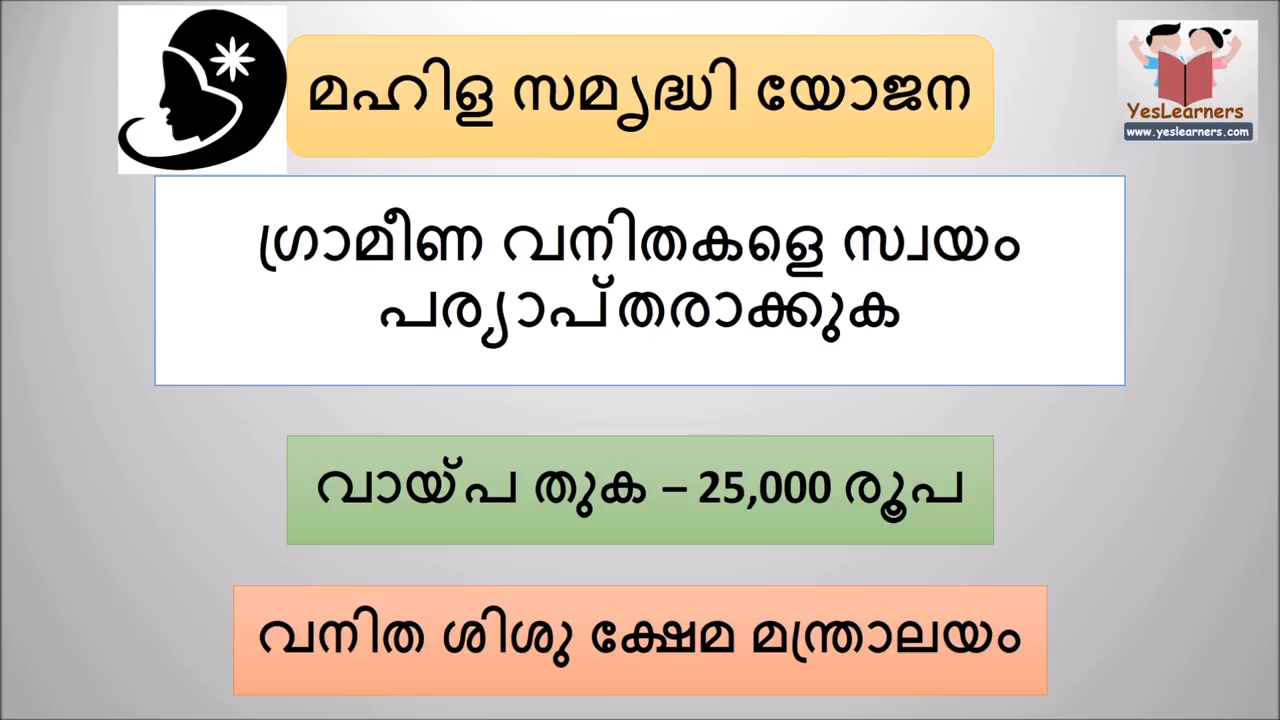 മഹിള സമൃദ്ധി യോജന
YesLearners
www.yeslearners.com
ഗ്രാമീണ വനിതകളെ സ്വയം
പര്യാപ്തരാക്കുക
വായ്പ തുക – 25,000 രൂപ
വനിത ശിശു ക്ഷേമ മന്ത്രാലയം